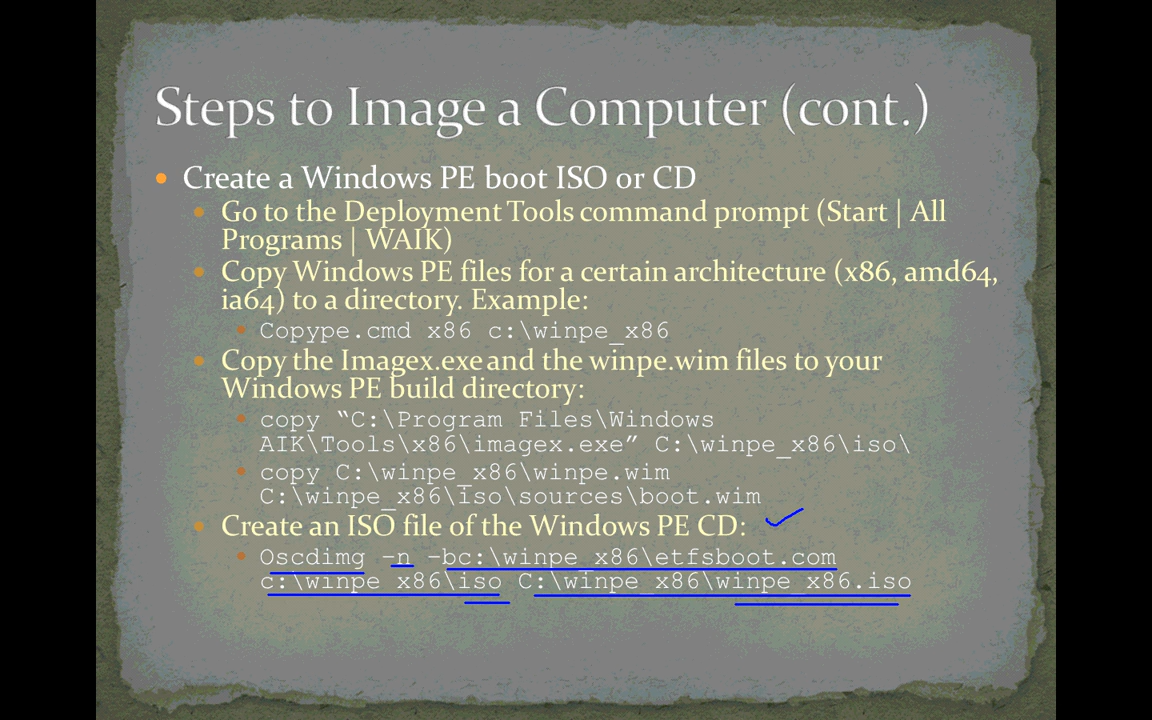 Steps to Image a Computer (cont.)
Create a Windows PE boot ISO or CD
Go to the Deployment Tools command prompt (Start | All
Programs | WAIK)
Copy Windows PE files for a certain architecture (x86, amd64,
ia64) to a directory. Example:
Copype.cmd x86 c:\winpe_x86
Copy the Imagex.exe and the winpe.wim files to your
Windows PE build directory:
copy “C:\Program Files\Windows
AIK\Tools\x86\imagex.exe” C:\winpe_x86\iso\
copy C:\winpe_x86\winpe.wim
C:\winpe_x86\iso\sources\boot.wim
Create an ISO file of the Windows PE CD:
Oscdimg –n –bc:\winpe_x86\etfsboot.com
c:\winpe_x86\iso C:\winpe_x86\winpe_x86.iso